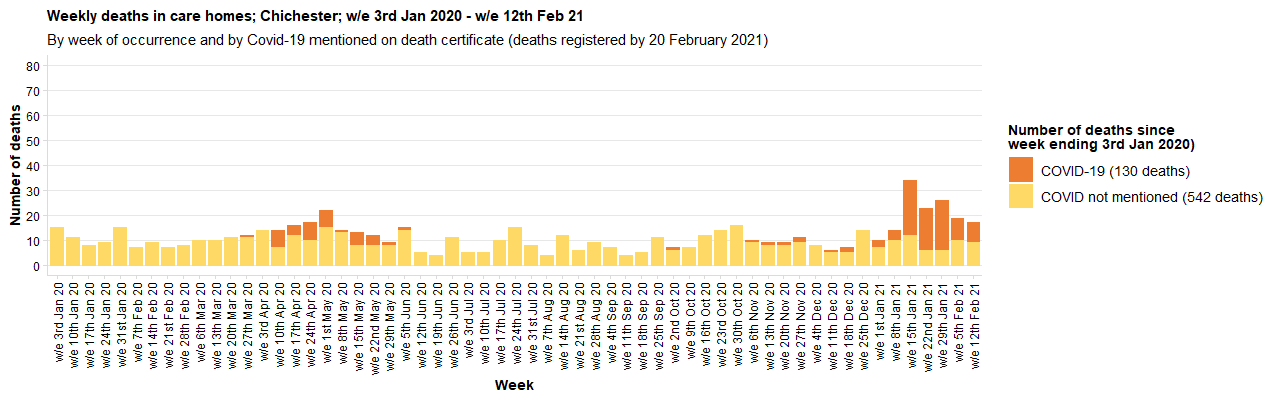 Weekly deaths in care homes; Chichester; w/e 3rd Jan 2020 - w/e 12th Feb 21
By week of occurrence and by Covid-19 mentioned on death certificate (deaths registered by 20 February 2021)
Number of deaths
80
70
60
50
40
30
20
10
0
w/e 3rd Jan 20
w/e 10th Jan 20
w/e 17th Jan 20
w/e 24th Jan 20
w/e 31st Jan 20
w/e 7th Feb 20
w/e 14th Feb 20
w/e 21st Feb 20
w/e 28th Feb 20
w/e 6th Mar 20
w/e 13th Mar 20
w/e 20th Mar 20
w/e 27th Mar 20
w/e 3rd Apr 20
w/e 10th Apr 20
w/e 17th Apr 20
w/e 24th Apr 20
w/e 1st May 20
w/e 8th May 20
w/e 15th May 20
w/e 22nd May 20
w/e 29th May 20
w/e 5th Jun 20
w/e 12th Jun 20
w/e 19th Jun 20
w/e 26th Jun 20
w/e 3rd Jul 20
w/e 10th Jul 20
w/e 17th Jul 20
w/e 24th Jul 20
w/e 31st Jul 20
w/e 7th Aug 20
w/e 14th Aug 20
w/e 21st Aug 20
w/e 28th Aug 20
w/e 4th Sep 20
w/e 11th Sep 20
w/e 18th Sep 20
w/e 25th Sep 20
w/e 2nd Oct 20
w/e 9th Oct 20
w/e 16th Oct 20
w/e 23rd Oct 20
w/e 30th Oct 20
w/e 6th Nov 20
w/e 13th Nov 20
w/e 20th Nov 20
w/e 27th Nov 20
w/e 4th Dec 20
w/e 11th Dec 20
w/e 18th Dec 20
w/e 25th Dec 20
w/e 1st Jan 21
w/e 8th Jan 21
w/e 15th Jan 21
w/e 22nd Jan 21
w/e 29th Jan 21
w/e 5th Feb 21
w/e 12th Feb 21
Week
Number of deaths since
week ending 3rd Jan 2020)
COVID-19 (130 deaths)
COVID not mentioned (542 deaths)